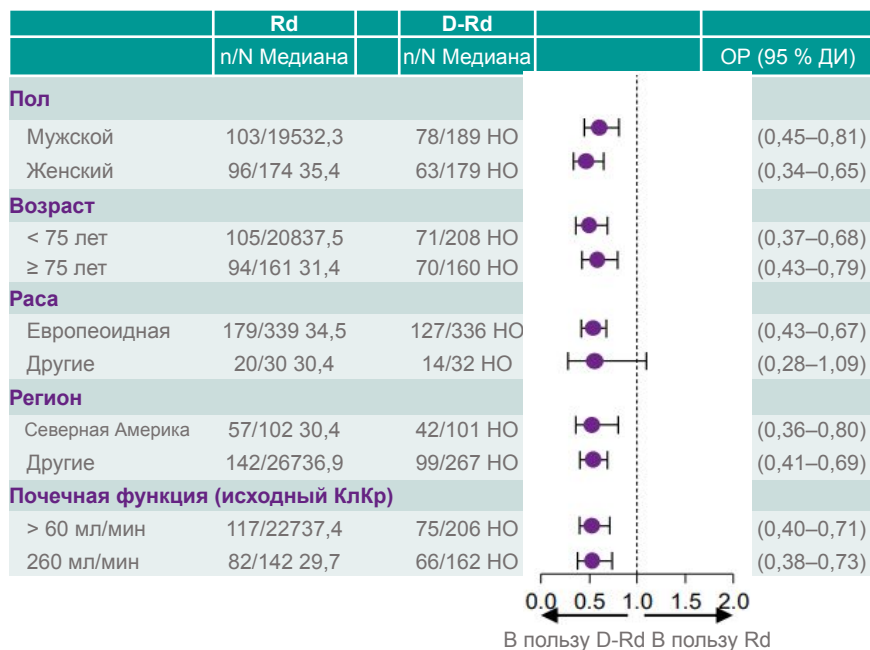 Rd D-Rd
n/N Медиана n/N Медиана ОР (95 % ДИ)
Пол
Мужской 103/19532,3 78/189 НО (0,45–0,81)
Женский 96/174 35,4 63/179 НО (0,34–0,65)
Возраст
< 75 лет 105/20837,5 71/208 НО (0,37–0,68)
≥ 75 лет 94/161 31,4 70/160 НО (0,43–0,79)
Раса
Европеоидная 179/339 34,5 127/336 НО (0,43–0,67)
Другие 20/30 30,4 14/32 НО (0,28–1,09)
Регион
Северная Америка 57/102 30,4 42/101 НО (0,36–0,80)
Другие 142/26736,9 99/267 НО (0,41–0,69)
Почечная функция (исходный КлКр)
> 60 мл/мин 117/22737,4 75/206 НО (0,40–0,71)
260 мл/мин 82/142 29,7 66/162 НО (0,38–0,73)
0.0 0.5 1.0 1.5 2.0
В пользу D-Rd В пользу Rd